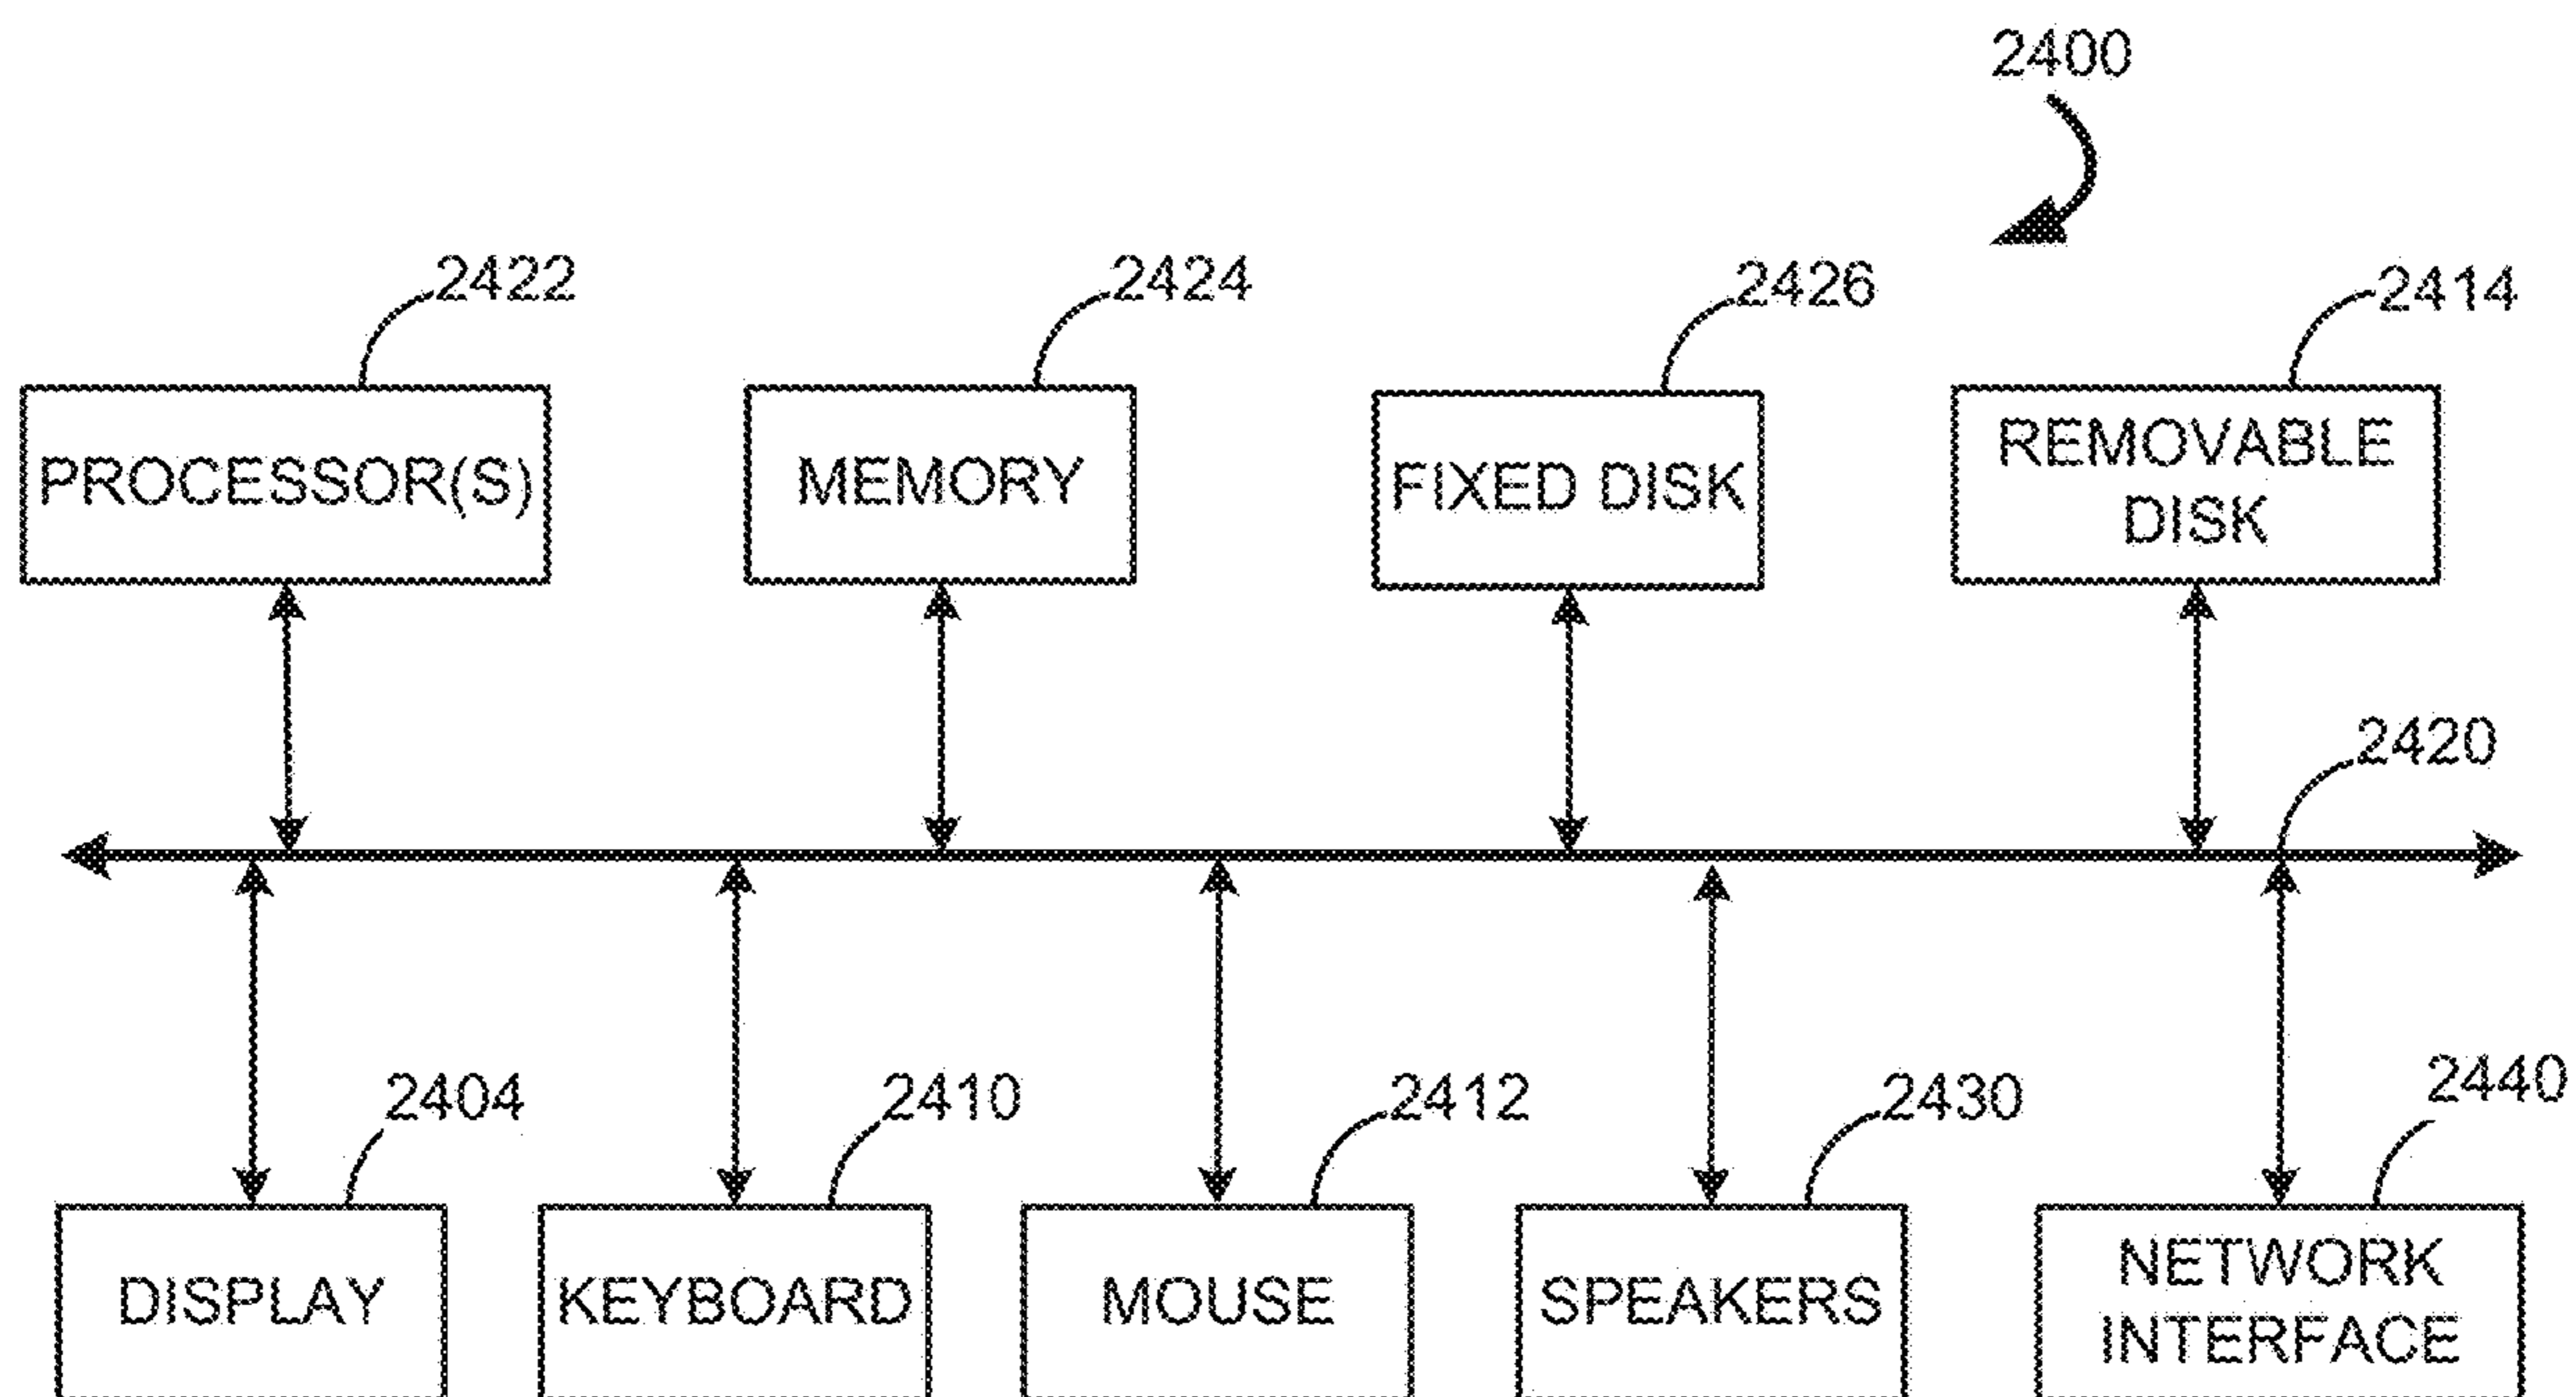 2400
2422
2424
2426
2414
PROCESSOR(S)
MEMORY
FIXED DISK
REMOVABLE
DISK
2420
2404
2410
2412
2430
2440
DISPLAY
KEYBOARD
MOUSE
SPEAKERS
NETWORK
INTERFACE